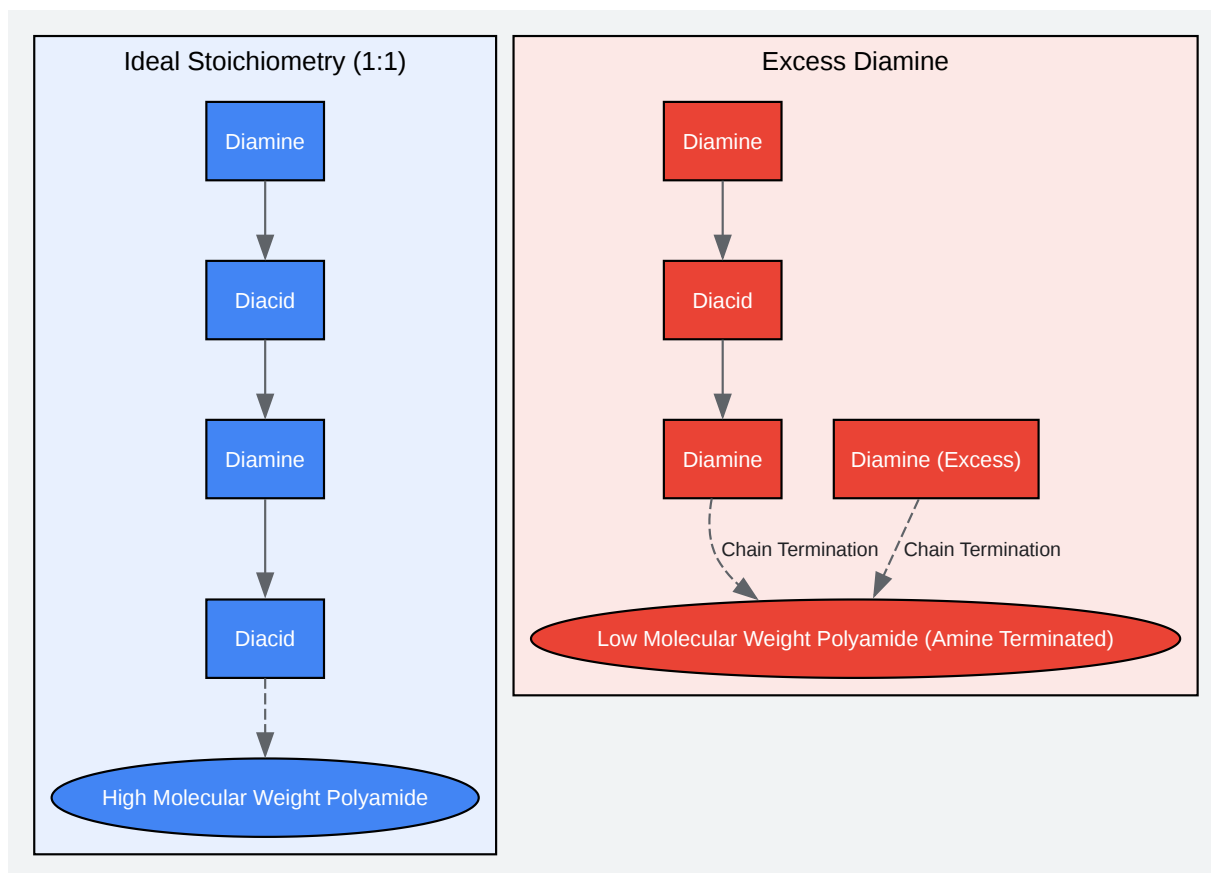 Ideal Stoichiometry (1:1)
Diamine
Diacid
Diamine
Diacid
High Molecular Weight Polyamide
Excess Diamine
Diamine
Diacid
Diamine
Diamine (Excess)
Chain Termination
Chain Termination
Low Molecular Weight Polyamide (Amine Terminated)